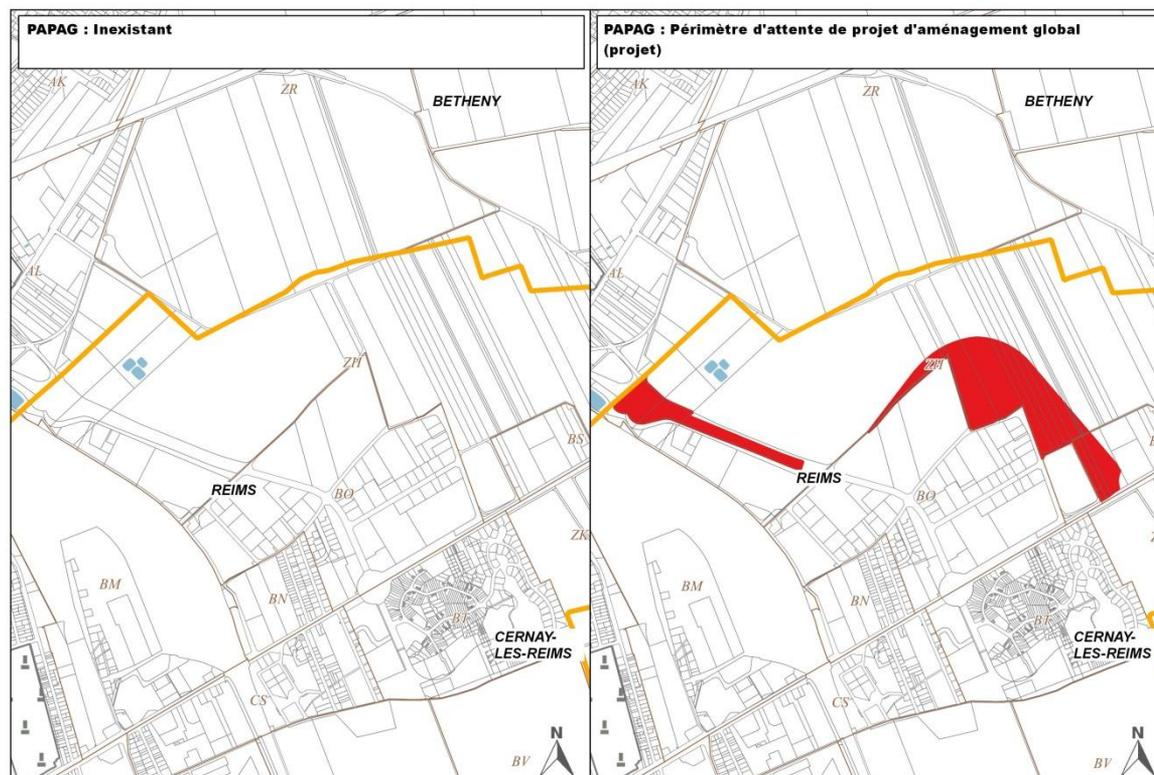 PAPAG : Inexistant
AK
ZR
BETHENY
AL
ZH
BS
REIMS
BO
ZK
BM
BN
BT
CERNAY-
LES-REIMS
CS
N
BV
PAPAG : Périmètre d'attente de projet d'aménagement global
(projet)
AK
ZR
BETHENY
AL
ZH
REIMS
BO
BM
BN
BT
CERNAY-
LES-REIMS
CS
N
BV